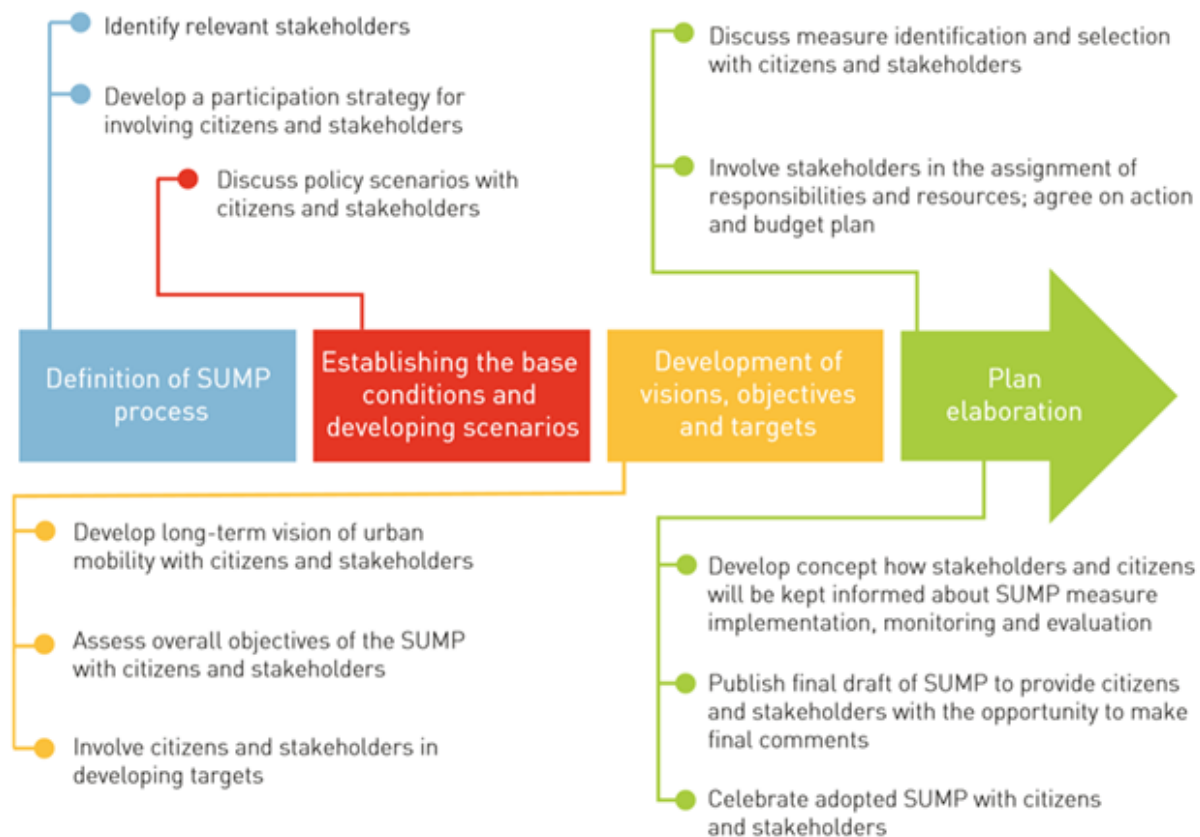 Identify relevant stakeholders
Develop a participation strategy for
involving citizens and stakeholders
Discuss policy scenarios with
citizens and stakeholders
Discuss measure identification and selection
with citizens and stakeholders
Involve stakeholders in the assignment of
responsibilities and resources; agree on action
and budget plan
Definition of SUMP
process
Establishing the base
conditions and
developing scenarios
Development of
visions, objectives
and targets
Plan
elaboration
Develop long-term vision of urban
mobility with citizens and stakeholders
Assess overall objectives of the SUMP
with citizens and stakeholders
Involve citizens and stakeholders in
developing targets
Develop concept how stakeholders and citizens
will be kept informed about SUMP measure
implementation, monitoring and evaluation
Publish final draft of SUMP to provide citizens
and stakeholders with the opportunity to make
final comments
Celebrate adopted SUMP with citizens
and stakeholders